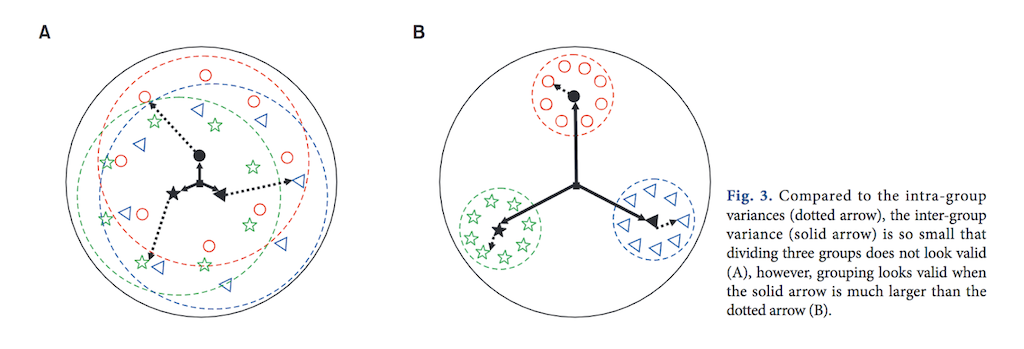 A
B
Fig. 3. Compared to the intra-group
variances (dotted arrow), the inter-group
variance (solid arrow) is so small that
dividing three groups does not look valid
(A), however, grouping looks valid when
the solid arrow is much larger than the
dotted arrow (B).